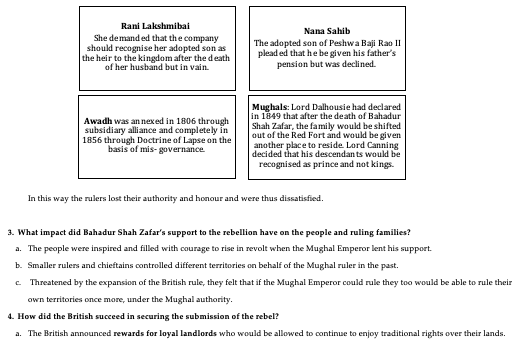 Rani Lakshmibai
She demanded that the company
should recognise her adopted son as
the heir to the kingdom after the death
of her husband but in vain.
Nana Sahib
The adopted son of Peshwa Baji Rao II
pleaded that he be given his father's
pension but was declined.
Awadh was annexed in 1806 through
subsidiary alliance and completely in
1856 through Doctrine of Lapse on the
basis of mis- governance.
Mughals: Lord Dalhousie had declared
in 1849 that after the death of Bahadur
Shah Zafar, the family would be shifted
out of the Red Fort and would be given
another place to reside. Lord Canning
decided that his descendants would be
recognised as prince and not kings.
In this way the rulers lost their authority and honour and were thus dissatisfied.
3. What impact did Bahadur Shah Zafar's support to the rebellion have on the people and ruling families?
a. The people were inspired and filled with courage to rise in revolt when the Mughal Emperor lent his support.
b. Smaller rulers and chieftains controlled different territories on behalf of the Mughal ruler in the past.
c. Threatened by the expansion of the British rule, they felt that if the Mughal Emperor could rule they too would be able to rule their
own territories once more, under the Mughal authority.
4. How did the British succeed in securing the submission of the rebel?
a. The British announced rewards for loyal landlords who would be allowed to continue to enjoy traditional rights over their lands.